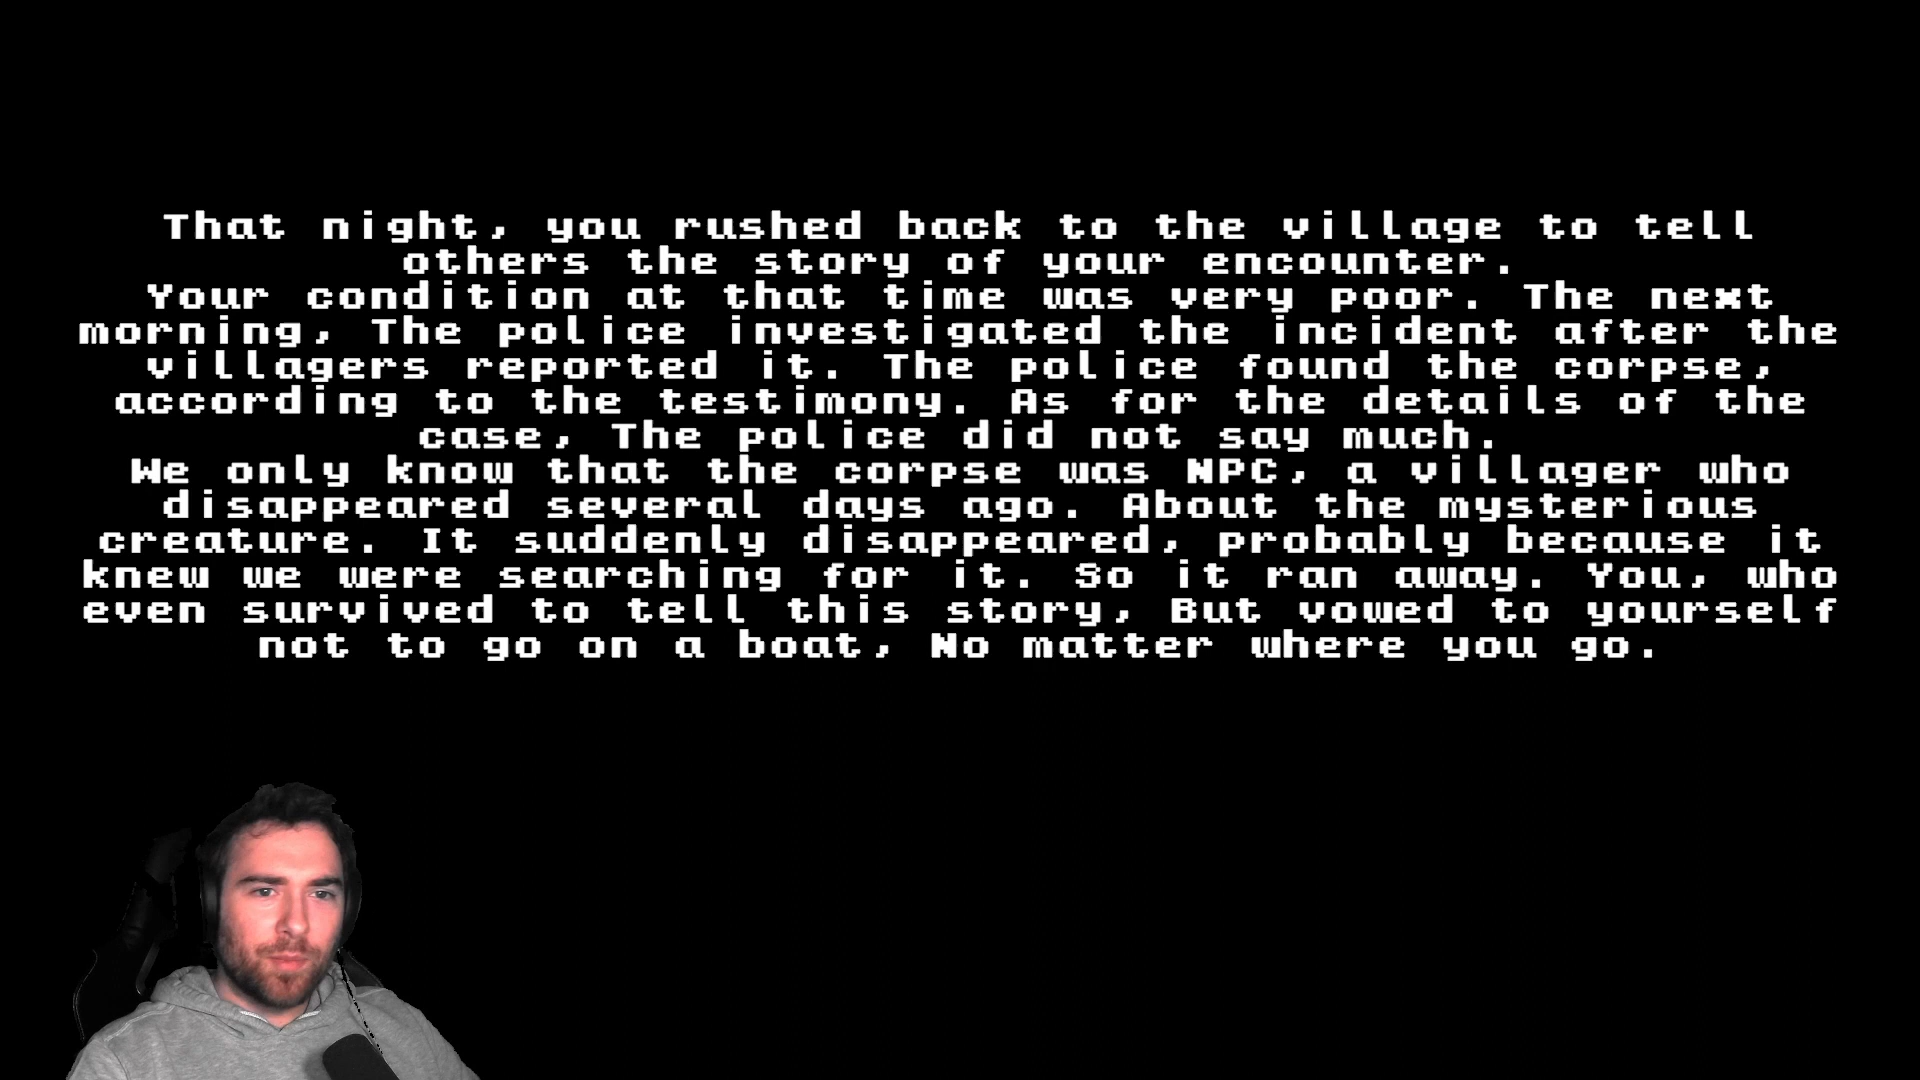 That night, you rushed back to the village to tell
others the story of your encounter.
Your condition at that time was very poor. The next
morning, The police investigated the incident after the
villagers reported it. The police found the corpse,
according to the testimony. As for the details of the
case, The police did not say much.
We only know that the corpse was NPC, a villager who
disappeared several days ago. About the mysterious
creature. It suddenly disappeared, probably because it
knew we were searching for it. So it ran away. You, who
even survived to tell this story, But vowed to yourself
not to go on a boat, No matter where you go.